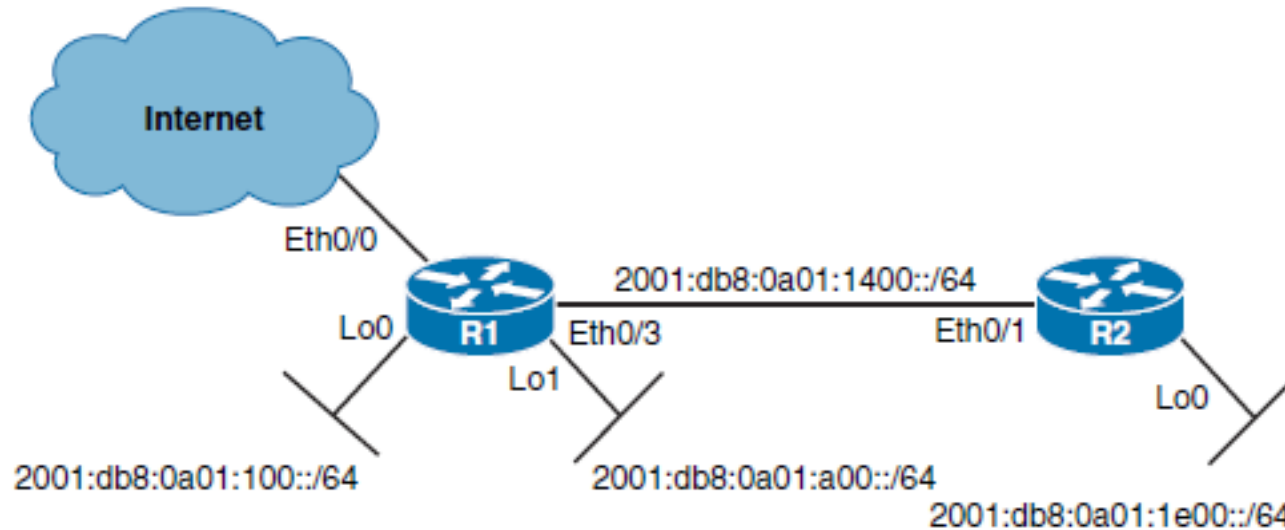 Internet
Eth0/0
2001:db8:0a01:1400::/64
R1
R2
Lo0
Eth0/3
Eth0/1
Lo1
Lo0
2001:db8:0a01:100::/64
2001:db8:0a01:a00::/64
2001:db8:0a01:1e00::/64